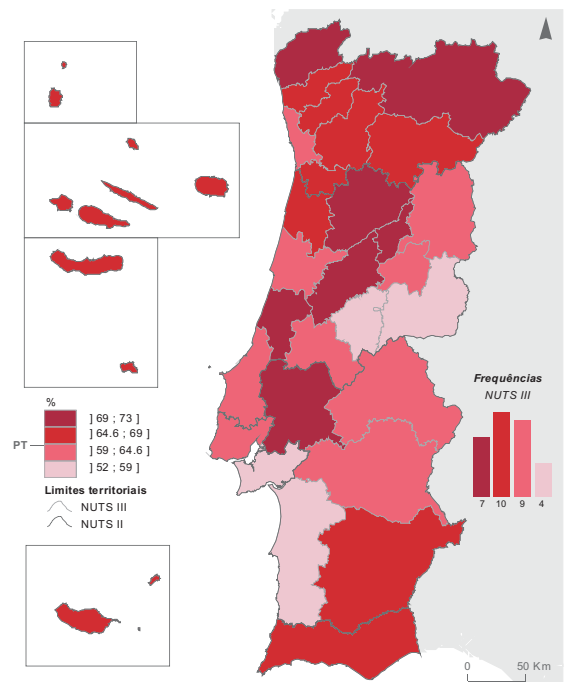 %
] 69 ; 73 ]
] 64.6 ; 69 ]
PT
] 59 ; 64.6 ]
] 52 ; 59 ]
Limites territoriais
NUTS III
NUTS II
Frequências
NUTS III
7 10 9 4
0 50 Km